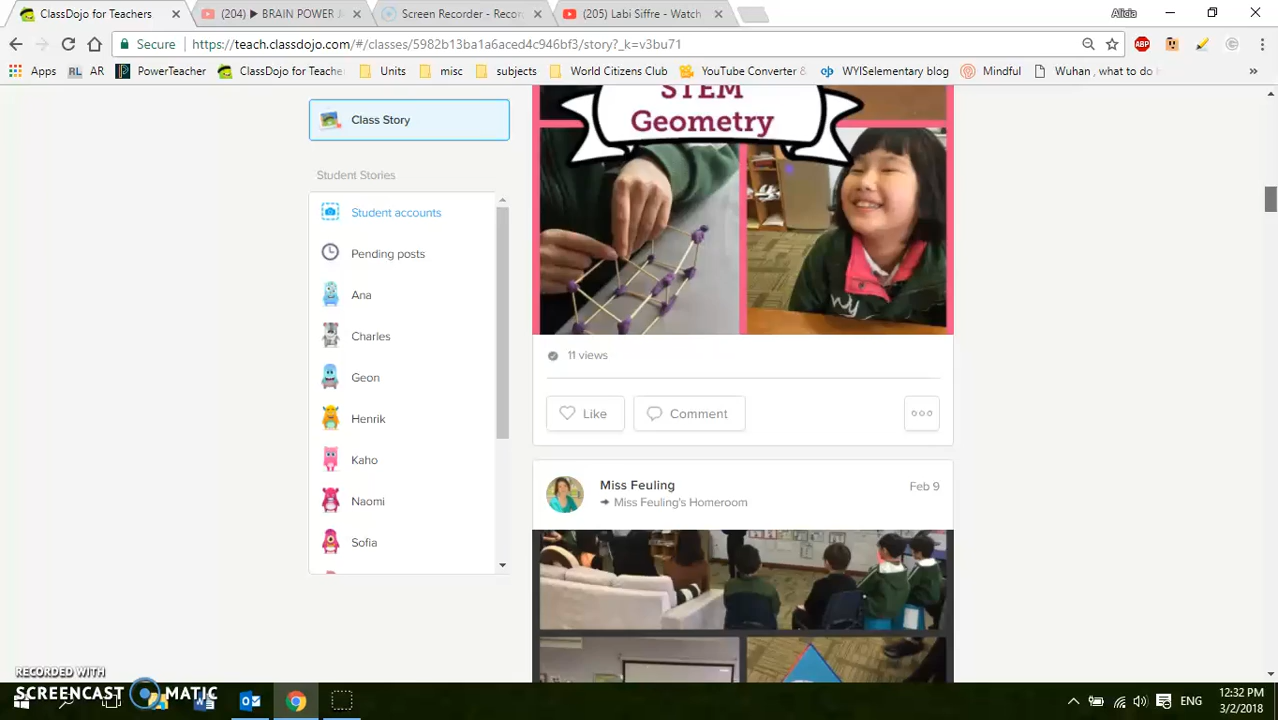 ClassDojo for Teachers
(204) ▶ BRAIN POWER
Screen Recorder - Recor
(205) Labi Siffre - Watch
Alicia
Secure
https://teach.classdojo.com/#/classes/5982b13ba1a6aced4c946bf3/story?_k=v3bu71
Apps
RL AR
PowerTeacher
ClassDojo for Teache
Units
misc
subjects
World Citizens Club
YouTube Converter &
WYISelementary blog
Mindful
Wuhan , what to do
»
Class Story
Student Stories
Student accounts
Pending posts
Ana
Charles
Geon
Henrik
Kaho
Naomi
Sofia
STEM
Geometry
wy
11 views
Like
Comment
Miss Feuling
Feb 9
Miss Feuling's Homeroom
RECORDED WITH
SCREENCAST MATIC
ENG
12:32 PM
3/2/2018